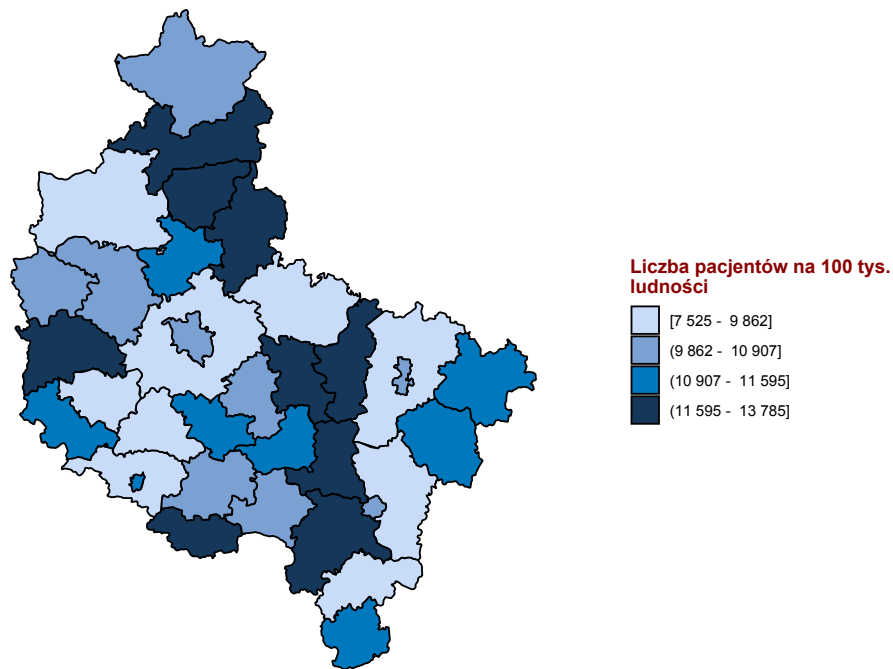 Liczba pacjentów na 100 tys.
ludności
[7 525 - 9 862]
(9 862 - 10 907]
(10 907 - 11 595]
(11 595 - 13 785]